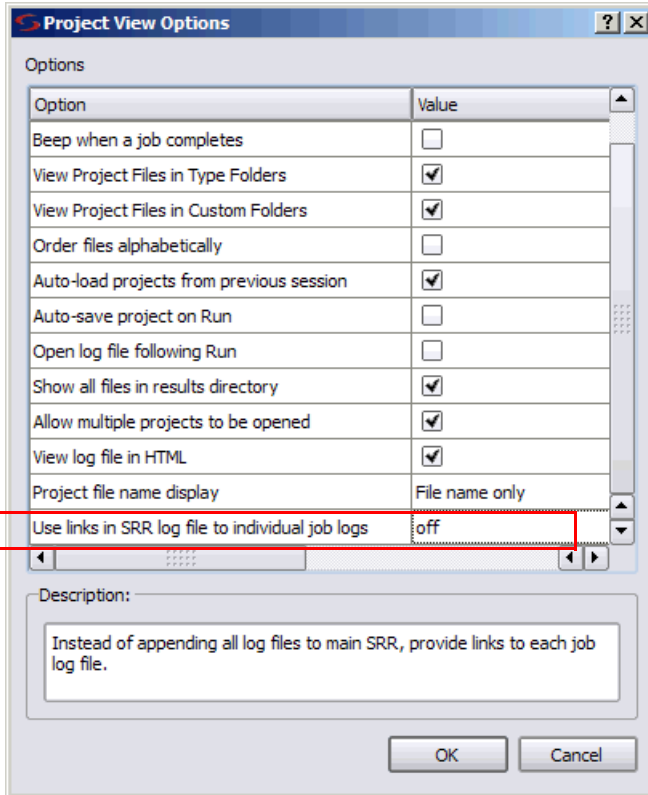 Project View Options
Options
Option Value
Beep when a job completes
View Project Files in Type Folders
View Project Files in Custom Folders
Order files alphabetically
Auto-load projects from previous session
Auto-save project on Run
Open log file following Run
Show all files in results directory
Allow multiple projects to be opened
View log file in HTML
Project file name display File name only
Use links in SRR log file to individual job logs off
Description:
Instead of appending all log files to main SRR, provide links to each job
log file.
OK Cancel